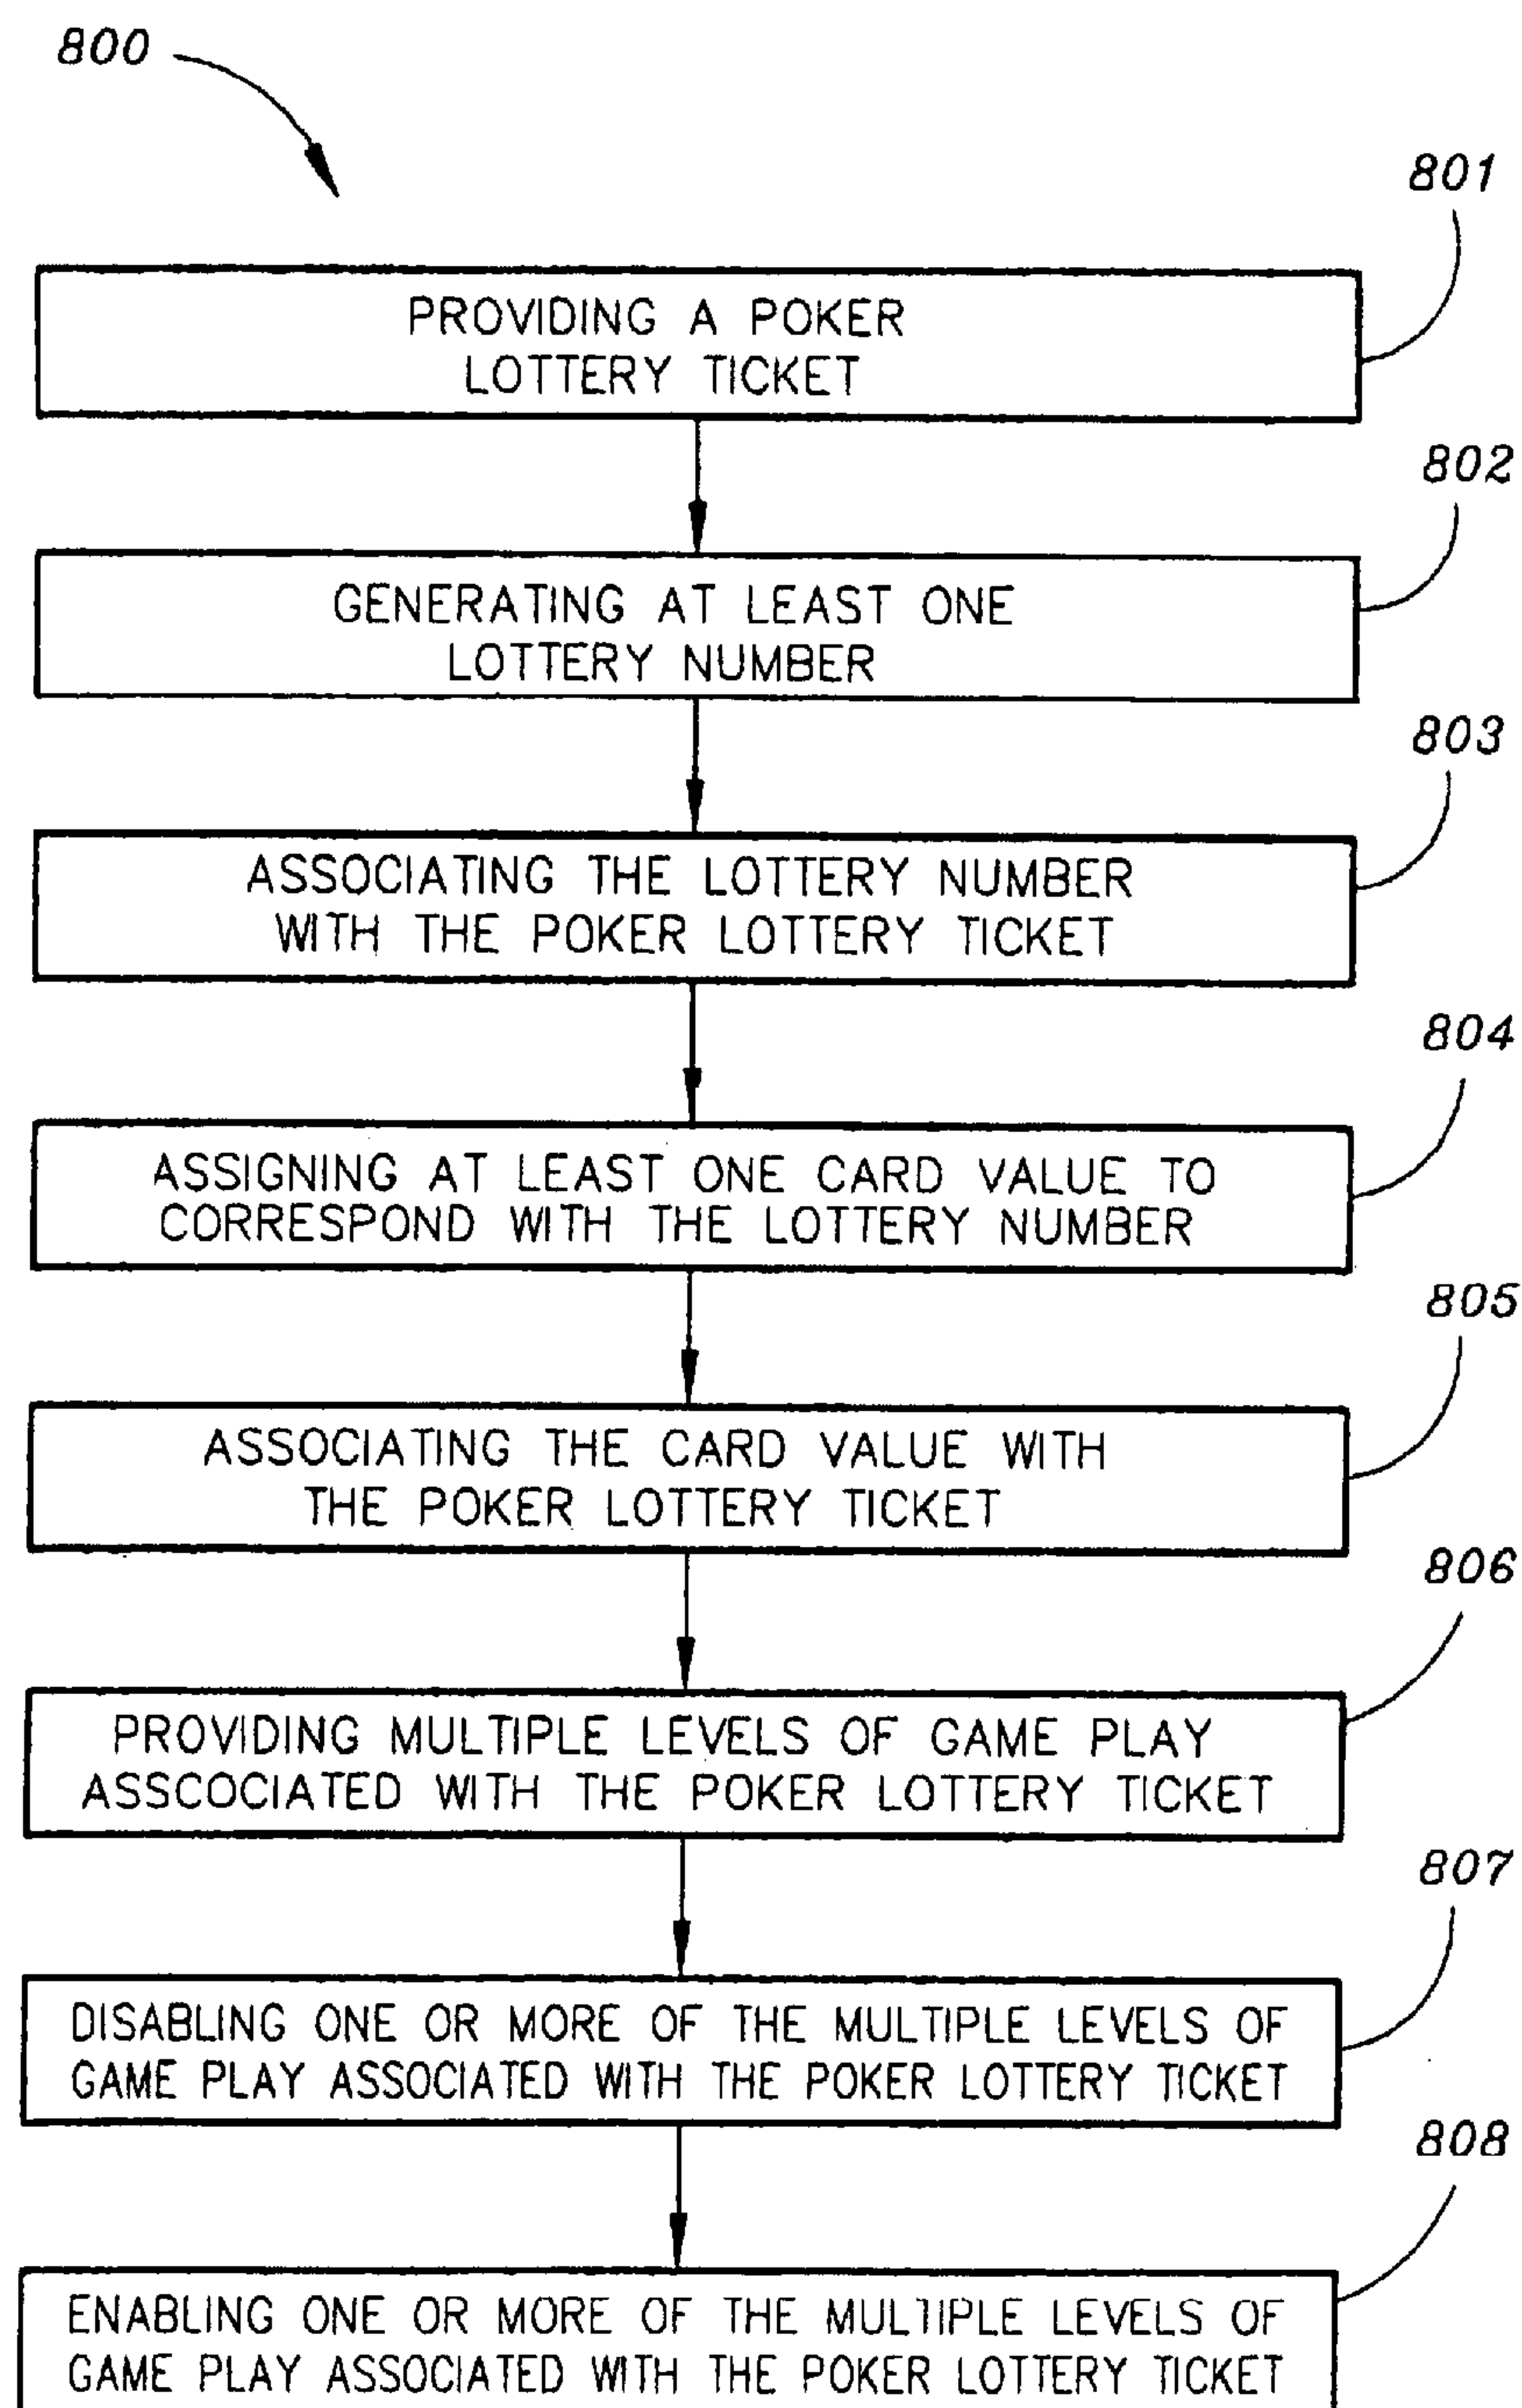 800
801
PROVIDING A POKER
LOTTERY TICKET
802
GENERATING AT LEAST ONE
LOTTERY NUMBER
803
ASSOCIATING THE LOTTERY NUMBER
WITH THE POKER LOTTERY TICKET
804
ASSIGNING AT LEAST ONE CARD VALUE TO
CORRESPOND WITH THE LOTTERY NUMBER
805
ASSOCIATING THE CARD VALUE WITH
THE POKER LOTTERY TICKET
806
PROVIDING MULTIPLE LEVELS OF GAME PLAY
ASSCOCIATED WITH THE POKER LOTTERY TICKET
807
DISABLING ONE OR MORE OF THE MULTIPLE LEVELS OF
GAME PLAY ASSOCIATED WITH THE POKER LOTTERY TICKET
808
ENABLING ONE OR MORE OF THE MULTIPLE LEVELS OF
GAME PLAY ASSOCIATED WITH THE POKER LOTTERY TICKET